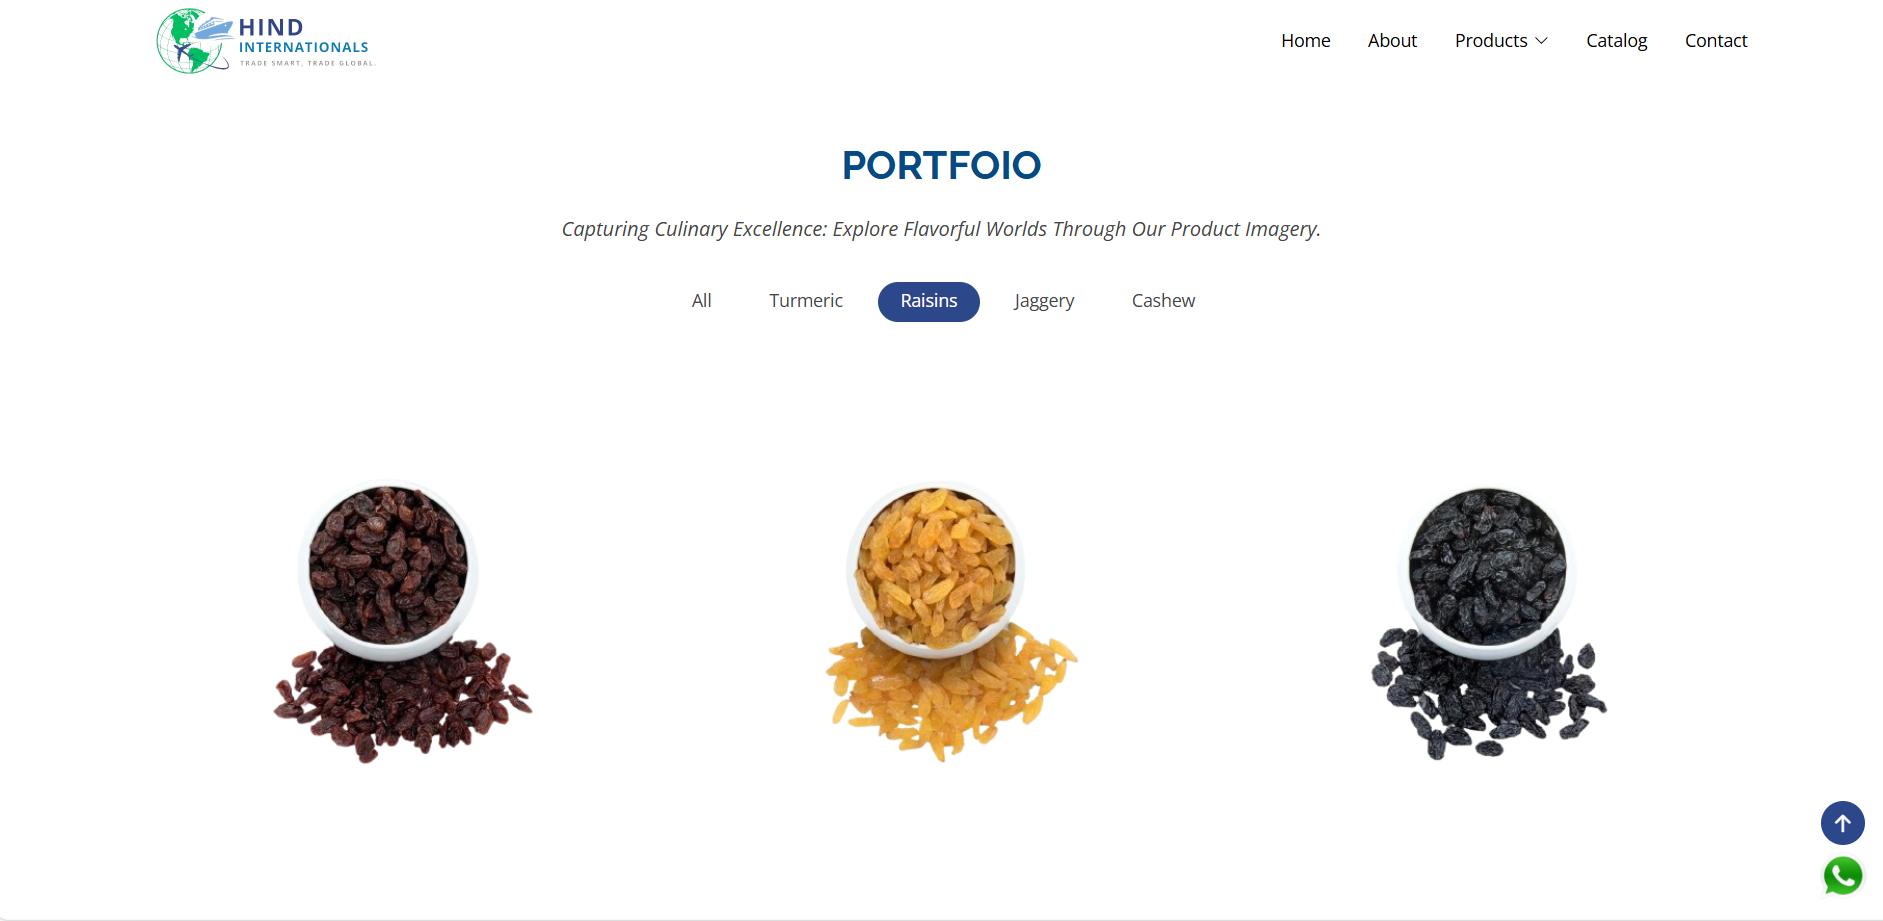 HIND
INTERNATIONALS
TRADE SMART, TRADE GLOBAL.
Home About Products Catalog Contact
PORTFOIO
Capturing Culinary Excellence: Explore Flavorful Worlds Through Our Product Imagery.
All Turmeric Raisins Jaggery Cashew